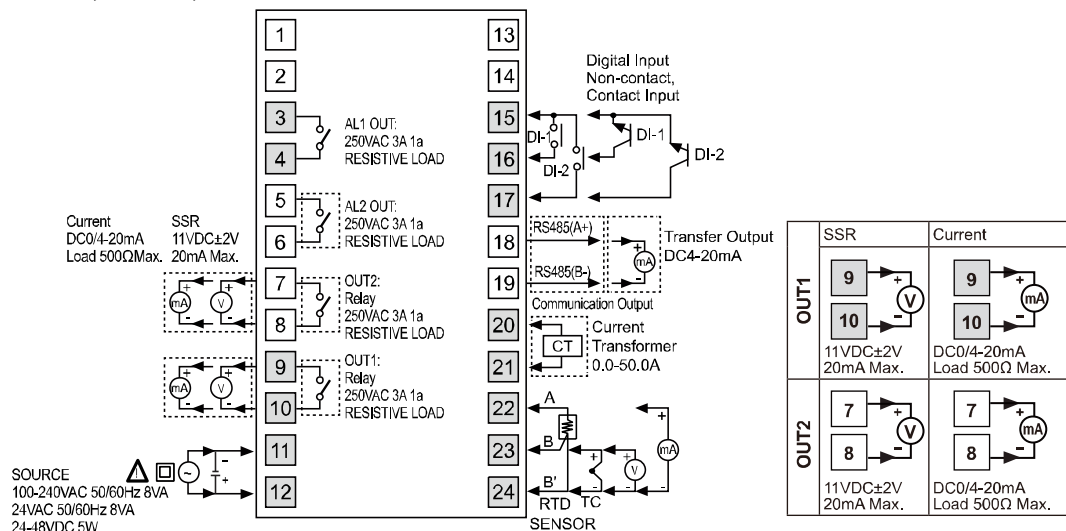 1
13
2
14
Digital Input
Non-contact,
Contact Input
3
15
AL1 OUT:
250VAC 3A 1a
RESISTIVE LOAD
DI-1
DI-1
4
16
DI-2
DI-2
5
17
AL2 OUT:
250VAC 3A 1a
RESISTIVE LOAD
Current
DC0/4-20mA
Load 500ΩMax.
SSR
11VDC±2V
20mA Max.
6
18
RS485(A+)
Transfer Output
DC4-20mA
+
mA
-
RS485(B-)
Communication Output
7
19
OUT2:
Relay
250VAC 3A 1a
RESISTIVE LOAD
+
mA
-
+
V
-
8
20
Current
Transformer
0.0-50.0A
CT
9
21
OUT1:
Relay
250VAC 3A 1a
RESISTIVE LOAD
+
mA
-
+
V
-
10
22
A
B
B'
RTD
TC
+
-
+
V
-
+
mA
-
SENSOR
11
23
12
24
-
+
SOURCE
100-240VAC 50/60Hz 8VA
24VAC 50/60Hz 8VA
24-48VDC 5W
SSR
Current
OUT1
9
+
V
10
-
11VDC±2V
20mA Max.
9
+
mA
10
-
DC0/4-20mA
Load 500Ω Max.
OUT2
7
+
V
8
-
11VDC±2V
20mA Max.
7
+
mA
8
-
DC0/4-20mA
Load 500Ω Max.